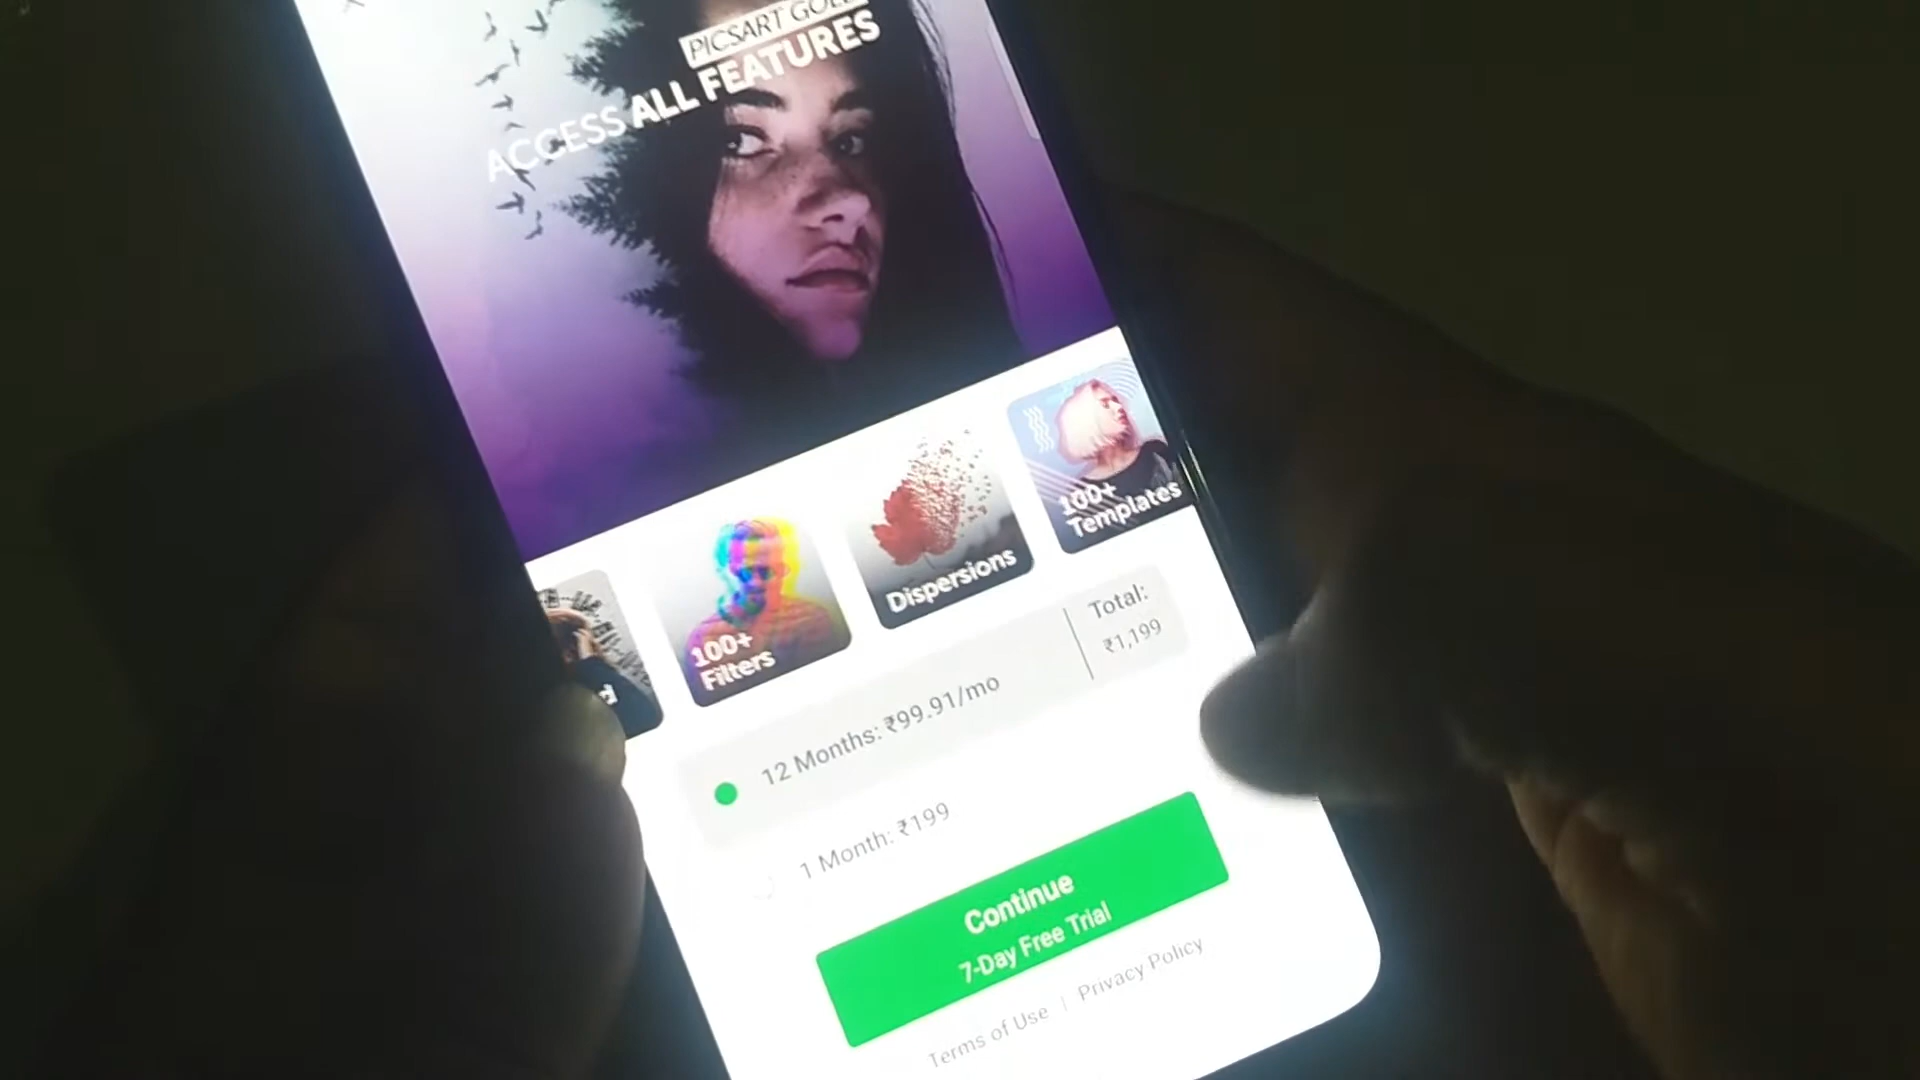 PICSART GOLD
ACCESS ALL FEATURES
100+
Filters
Dispersions
100+
Templates
12 Months: ₹99.91/mo
Total:
₹1,199
1 Month: ₹199
Continue
7-Day Free Trial
Terms of Use | Privacy Policy